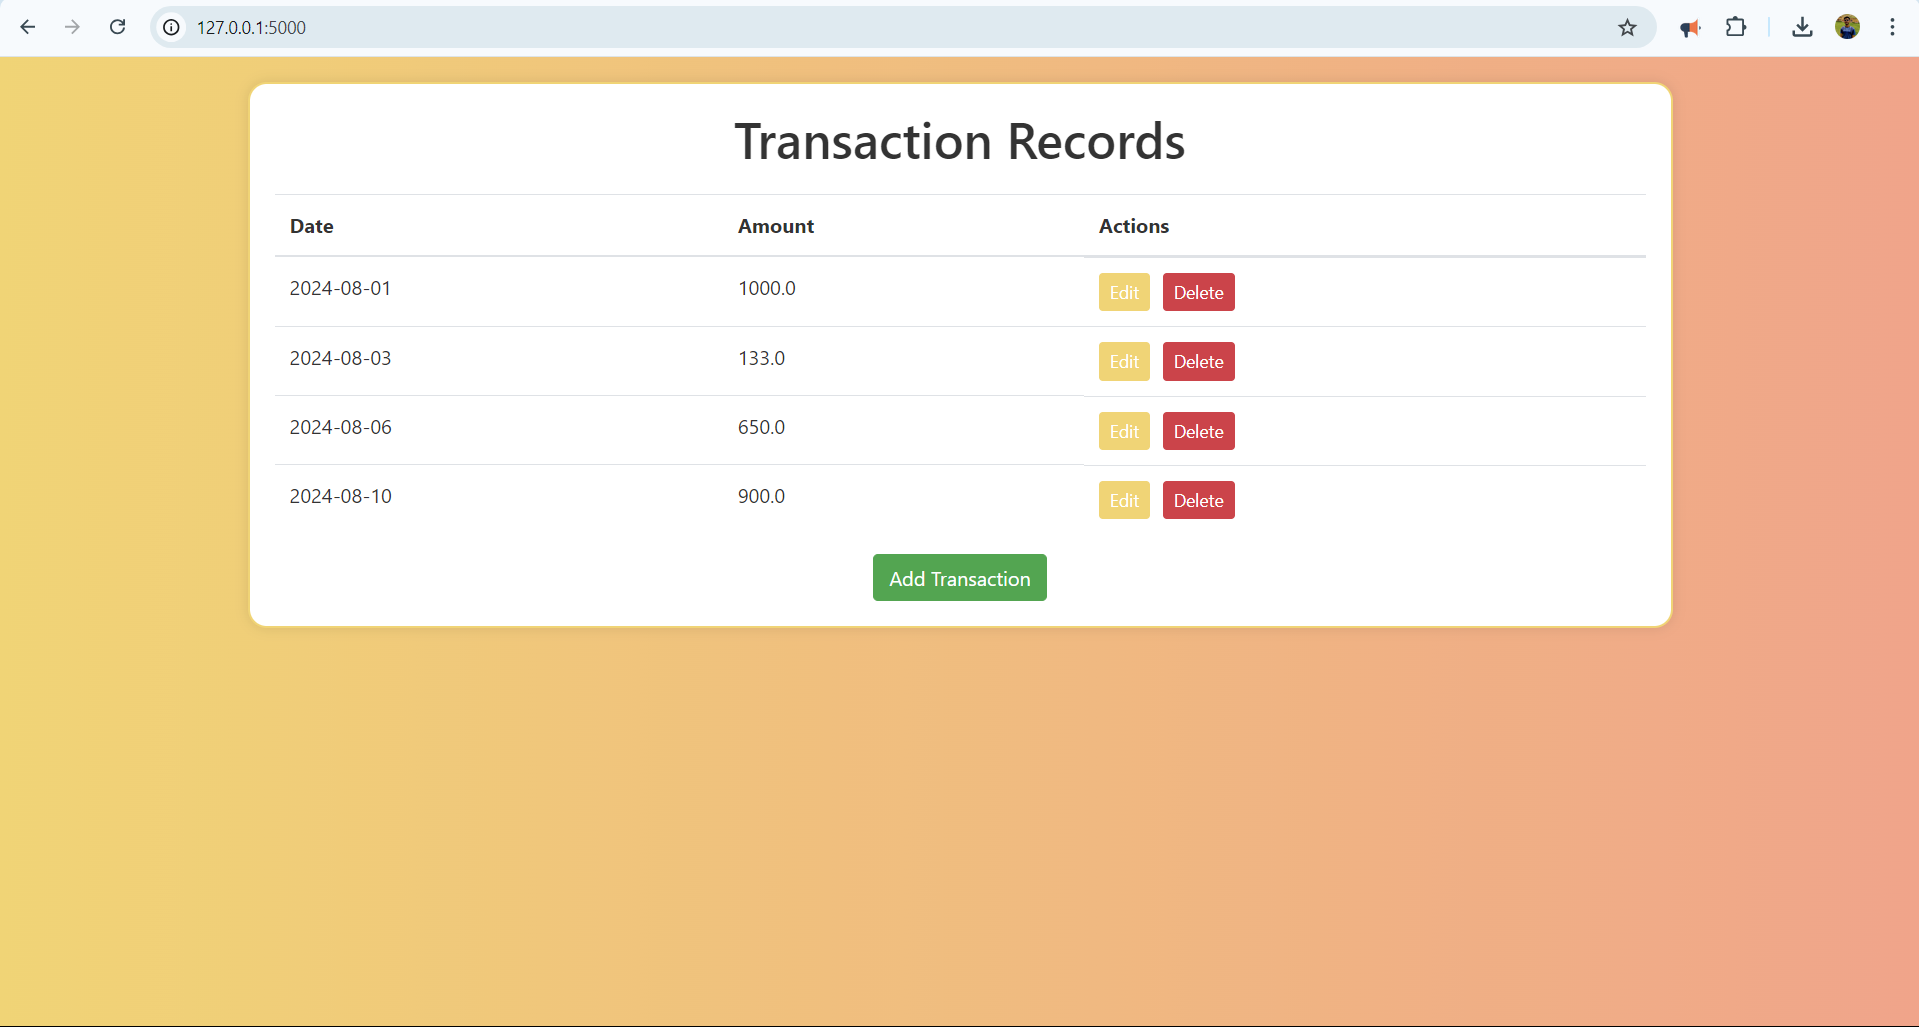 127.0.0.1:5000
Transaction Records
Date Amount Actions
2024-08-01 1000.0 Edit Delete
2024-08-03 133.0 Edit Delete
2024-08-06 650.0 Edit Delete
2024-08-10 900.0 Edit Delete
Add Transaction